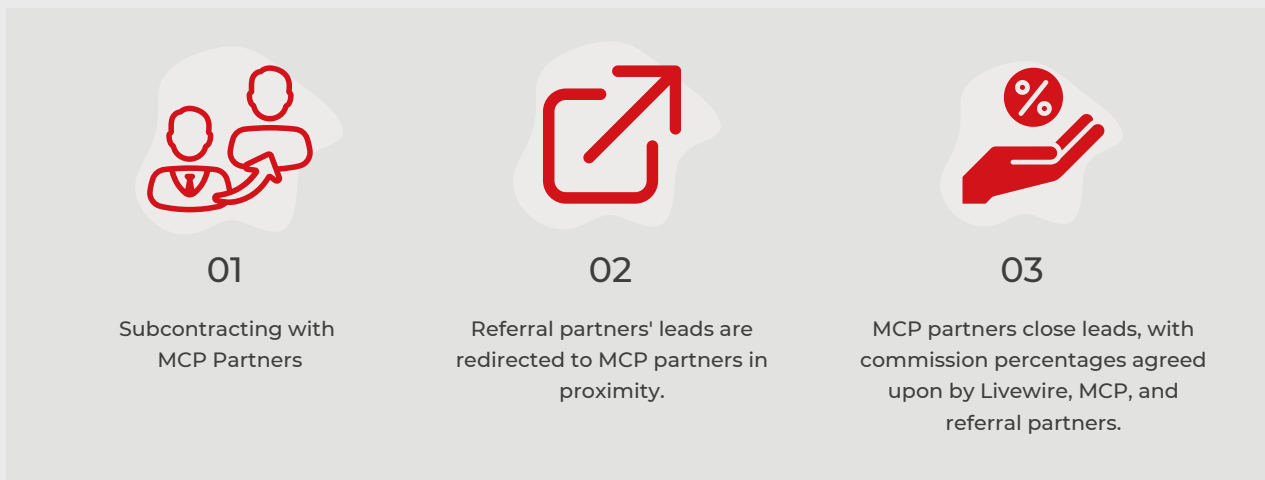 01
Subcontracting with
MCP Partners
02
Referral partners' leads are
redirected to MCP partners in
proximity.
03
MCP partners close leads, with
commission percentages agreed
upon by Livewire, MCP, and
referral partners.